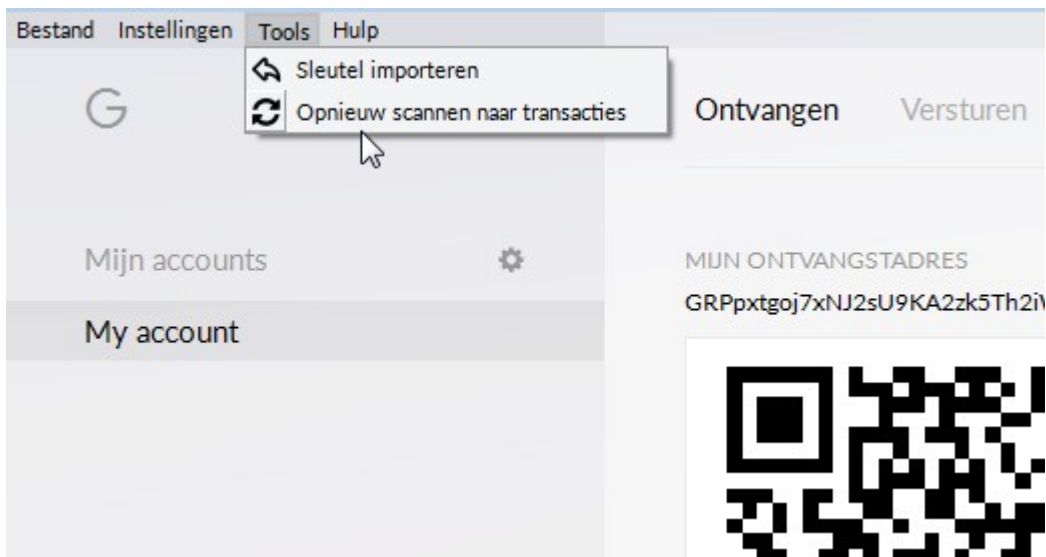 Bestand Instellingen Tools Hulp
Sleutel importeren
Opnieuw scannen naar transacties
G
Ontvangen Versturen
Mijn accounts
My account
MIJN ONTVANGSTADRES
GRPpxtgoj7xNJ2sU9KA2zk5Th2i